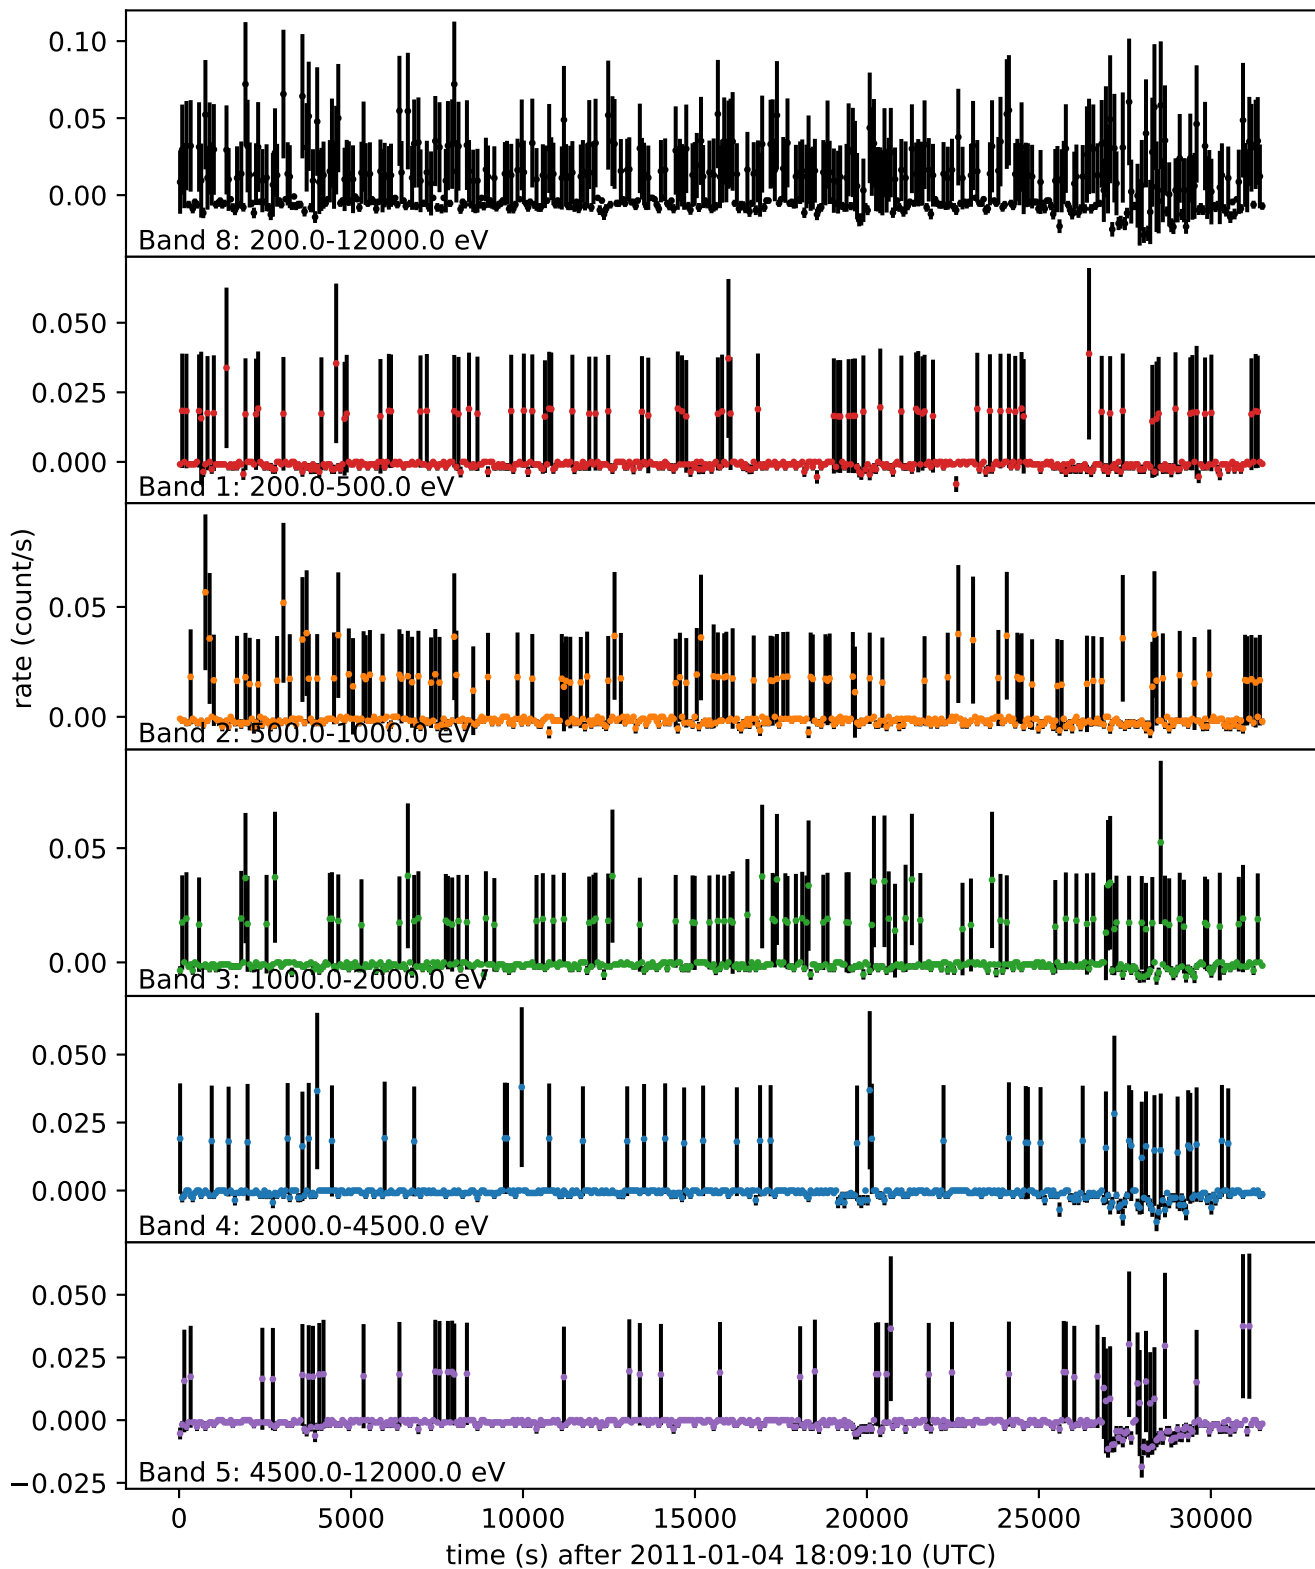 0.10
0.05
0.00
Band 8: 200.0-12000.0 eV
0.050
0.025
0.000
Band 1: 200.0-500.0 eV
rate (count/s)
0.05
0.00
Band 2: 500.0-1000.0 eV
0.05
0.00
Band 3: 1000.0-2000.0 eV
0.050
0.025
0.000
Band 4: 2000.0-4500.0 eV
0.050
0.025
0.000
−0.025
Band 5: 4500.0-12000.0 eV
0 5000 10000 15000 20000 25000 30000
time (s) after 2011-01-04 18:09:10 (UTC)